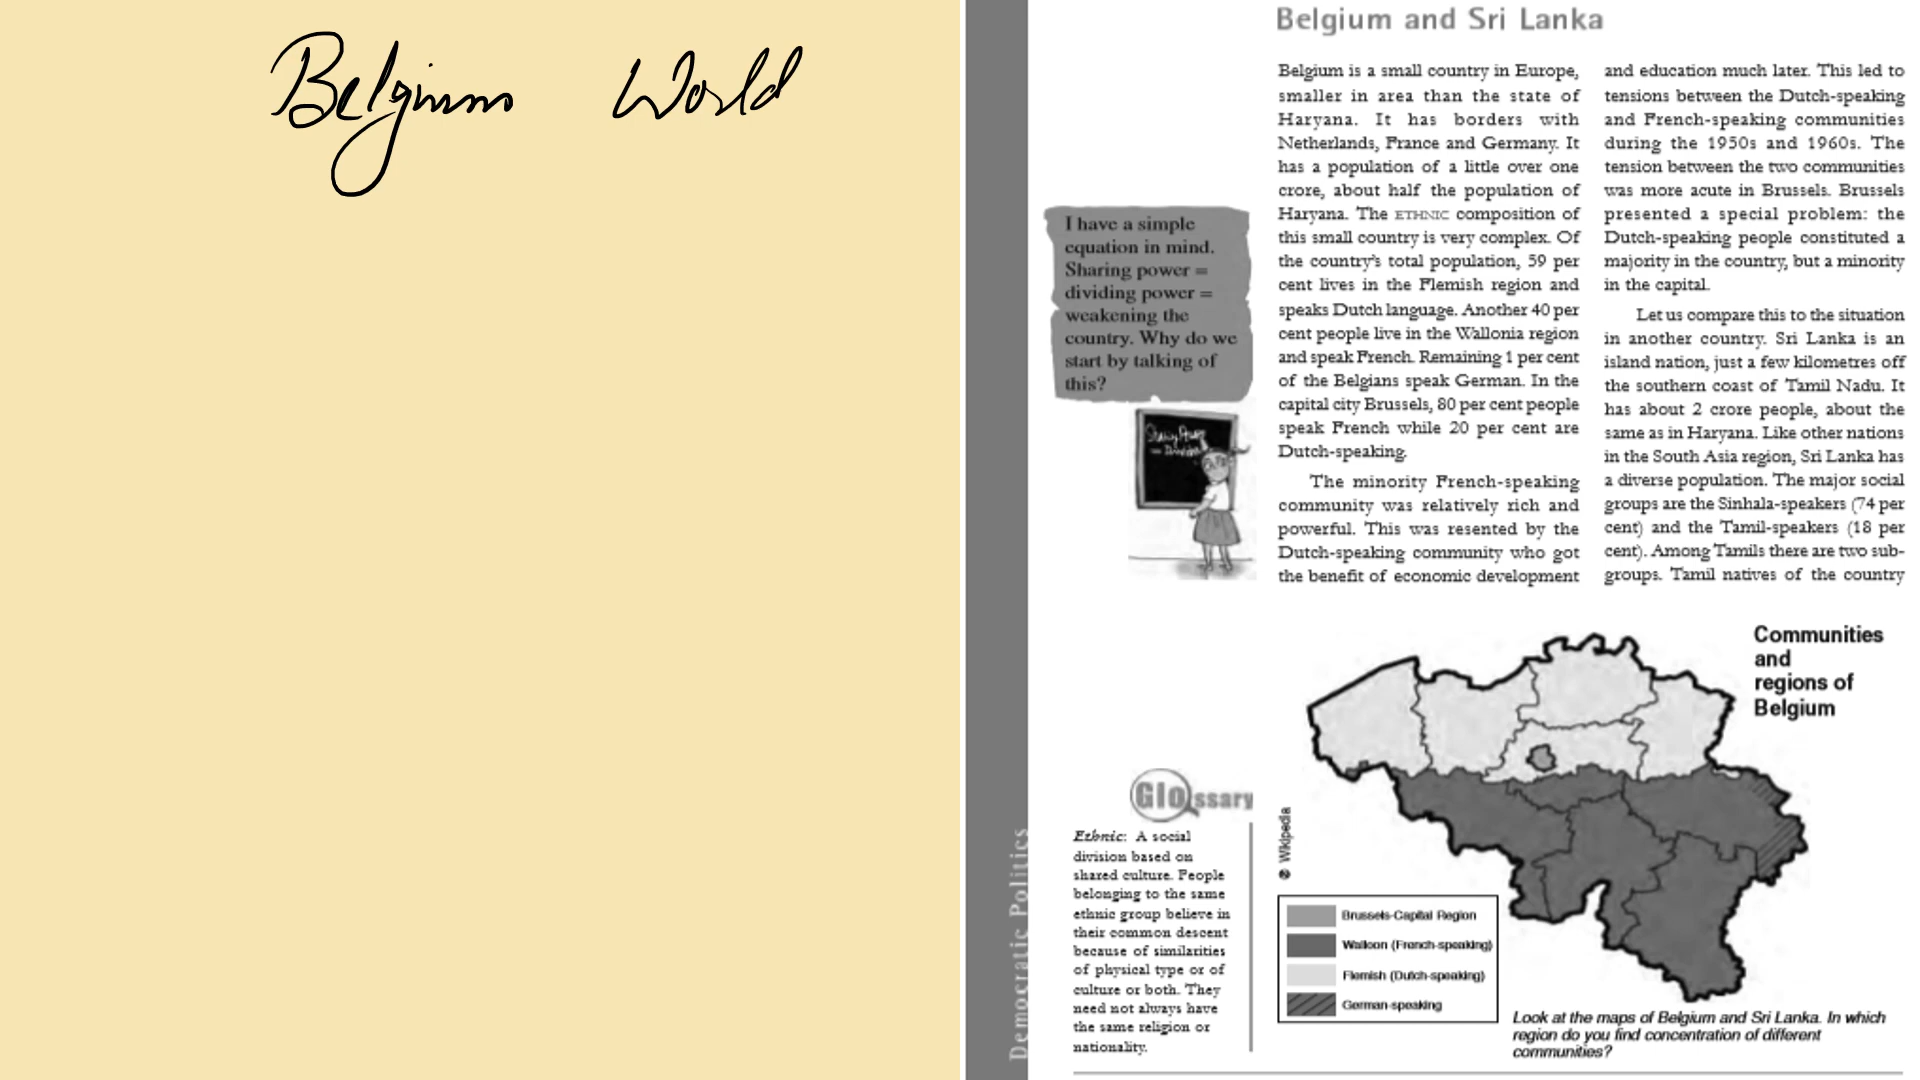 Belgium World
Belgium and Sri Lanka
Belgium is a small country in Europe,
smaller in area than the state of
Haryana. It has borders with
Netherlands, France and Germany. It
has a population of a little over one
crore, about half the population of
Haryana. The ETHNIC composition of
this small country is very complex. Of
the country's total population, 59 per
cent lives in the Flemish region and
speaks Dutch language. Another 40 per
cent people live in the Wallonia region
and speak French. Remaining 1 per cent
of the Belgians speak German. In the
capital city Brussels, 80 per cent people
speak French while 20 per cent are
Dutch-speaking.
The minority French-speaking
community was relatively rich and
powerful. This was resented by the
Dutch-speaking community who got
the benefit of economic development
and education much later. This led to
tensions between the Dutch-speaking
and French-speaking communities
during the 1950s and 1960s. The
tension between the two communities
was more acute in Brussels. Brussels
presented a special problem: the
Dutch-speaking people constituted a
majority in the country, but a minority
in the capital.
Let us compare this to the situation
in another country. Sri Lanka is an
island nation, just a few kilometres off
the southern coast of Tamil Nadu. It
has about 2 crore people, about the
same as in Haryana. Like other nations
in the South Asia region, Sri Lanka has
a diverse population. The major social
groups are the Sinhala-speakers (74 per
cent) and the Tamil-speakers (18 per
cent). Among Tamils there are two sub-
groups. Tamil natives of the country
I have a simple
equation in mind.
Sharing power =
dividing power =
weakening the
country. Why do we
start by talking of
this?
Glossary
Ethnic: A social
division based on
shared culture. People
belonging to the same
ethnic group believe in
their common descent
because of similarities
of physical type or of
culture or both. They
need not always have
the same religion or
nationality.
Democratic Politics
Communities
and
regions of
Belgium
© Wikipedia
Brussels-Capital Region
Walloon (French-speaking)
Flemish (Dutch-speaking)
German-speaking
Look at the maps of Belgium and Sri Lanka. In which
region do you find concentration of different
communities?